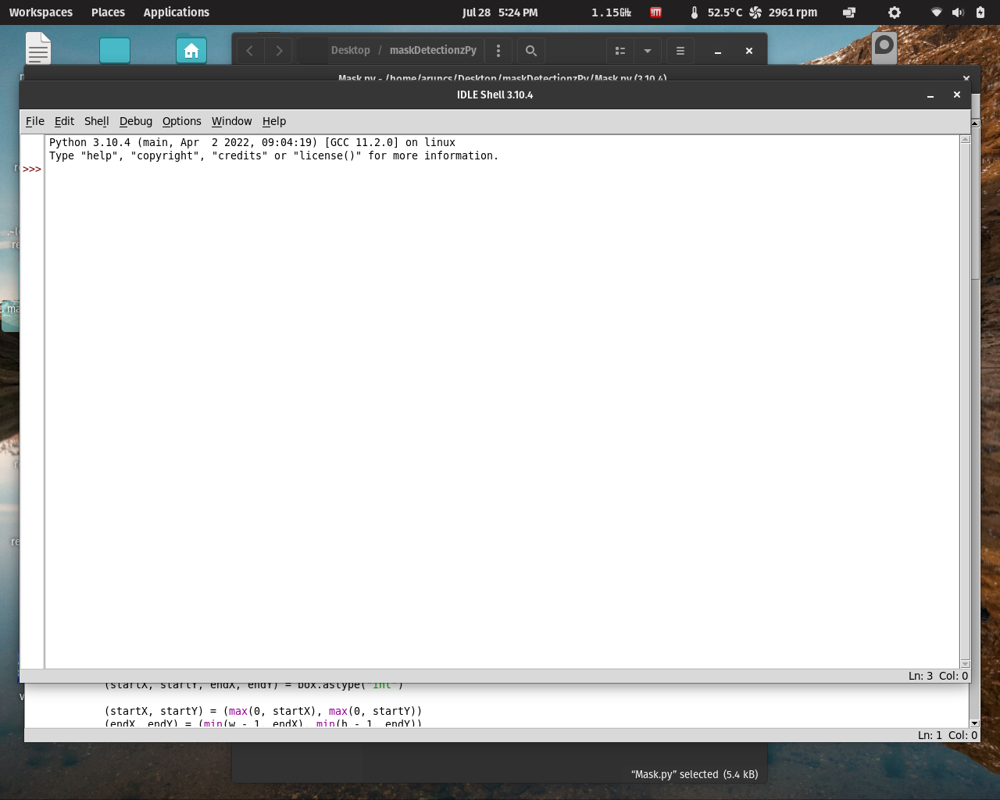 Workspaces Places Applications Jul 28 5:24 PM 1.15GHz 52.5°C 2961 rpm
Desktop / maskDetectionzPy
Mask.py - /home/aruncs/Desktop/maskDetectionzPy/Mask.py (3.10.4)
IDLE Shell 3.10.4
File Edit Shell Debug Options Window Help
Python 3.10.4 (main, Apr  2 2022, 09:04:19) [GCC 11.2.0] on linux
Type "help", "copyright", "credits" or "license()" for more information.
>>>
Ln: 3 Col: 0
(startX, startY, endX, endY) = box.astype("int")
(startX, startY) = (max(0, startX), max(0, startY))
(endX, endY) = (min(w - 1, endX), min(h - 1, endY))
Ln: 1 Col: 0
“Mask.py” selected (5.4 kB)